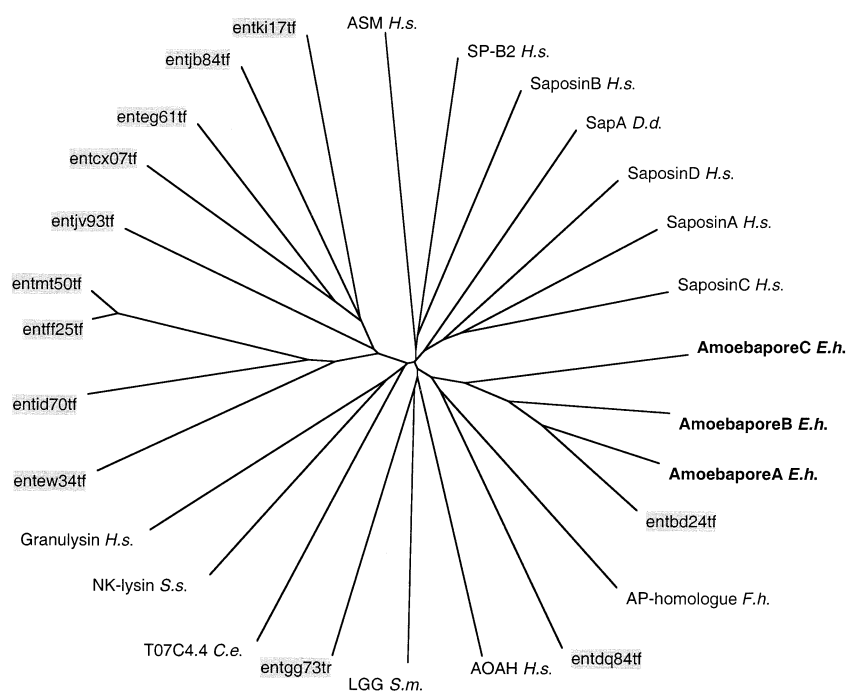 ASM H.s.
entki17tf
SP-B2 H.s.
entjb84tf
SaposinB H.s.
enteg61tf
SapA D.d.
entcx07tf
SaposinD H.s.
entjv93tf
SaposinA H.s.
entmt50tf
SaposinC H.s.
entff25tf
AmoebaporeC E.h.
entid70tf
AmoebaporeB E.h.
AmoebaporeA E.h.
entew34tf
entbd24tf
Granulysin H.s.
NK-lysin S.s.
AP-homologue F.h.
T07C4.4 C.e.
entgg73tr
LGG S.m.
AOAH H.s.
entdq84tf